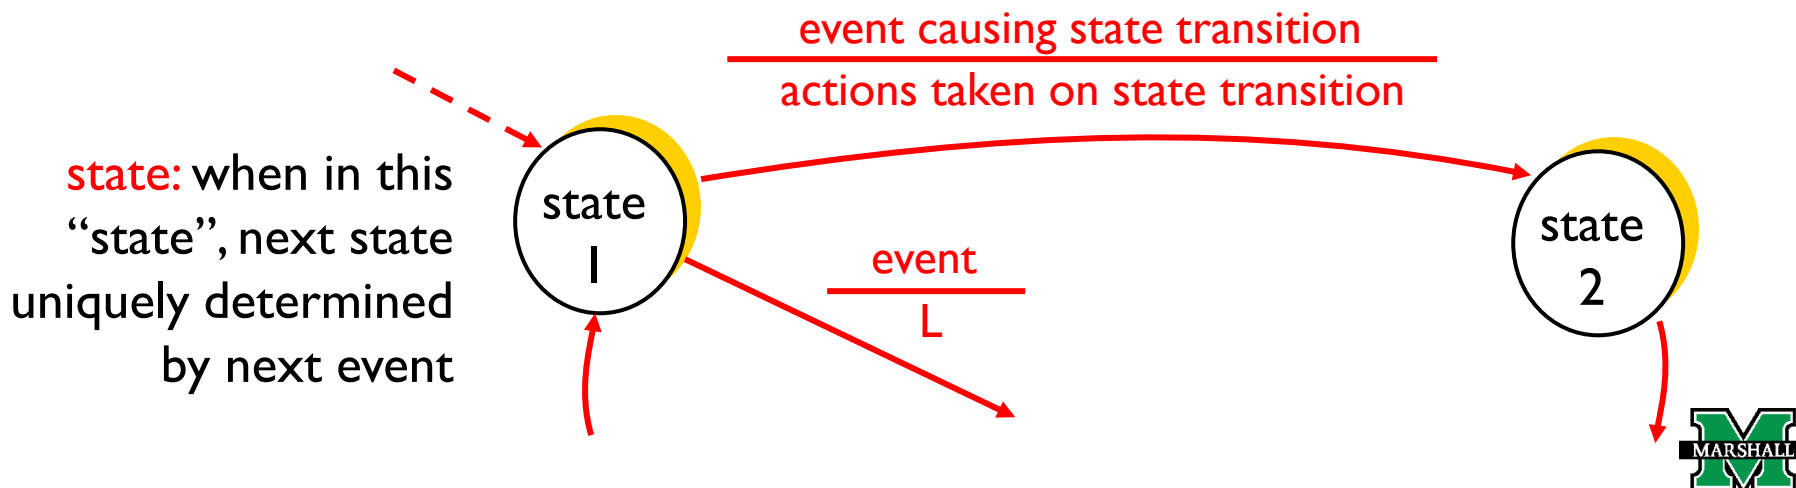 event causing state transition
actions taken on state transition
state: when in this
“state”, next state
uniquely determined
by next event
state
1
event
L
state
2
MARSHALL